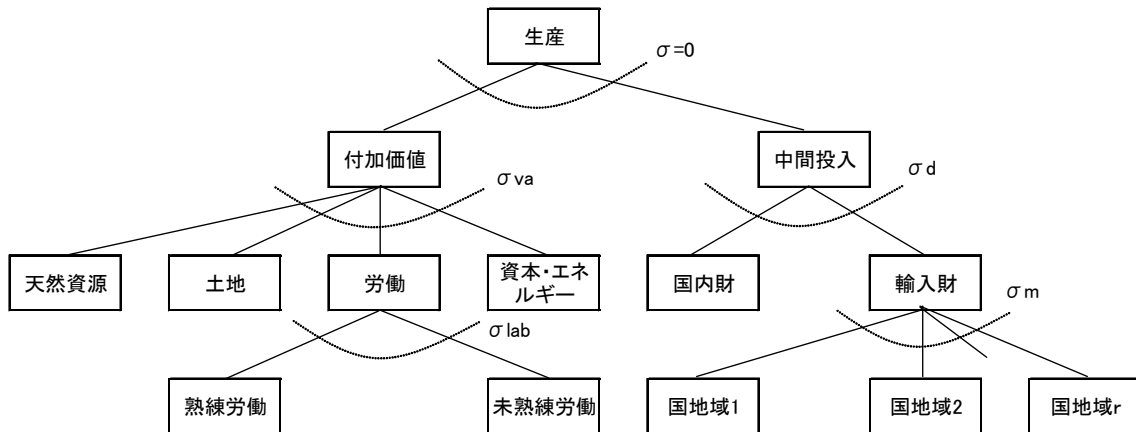 生産
σ=0
付加価値
中間投入
σva
σd
天然資源
土地
労働
資本・エネ
ルギー
国内財
輸入財
σlab
σm
熟練労働
未熟練労働
国地域1
国地域2
国地域r